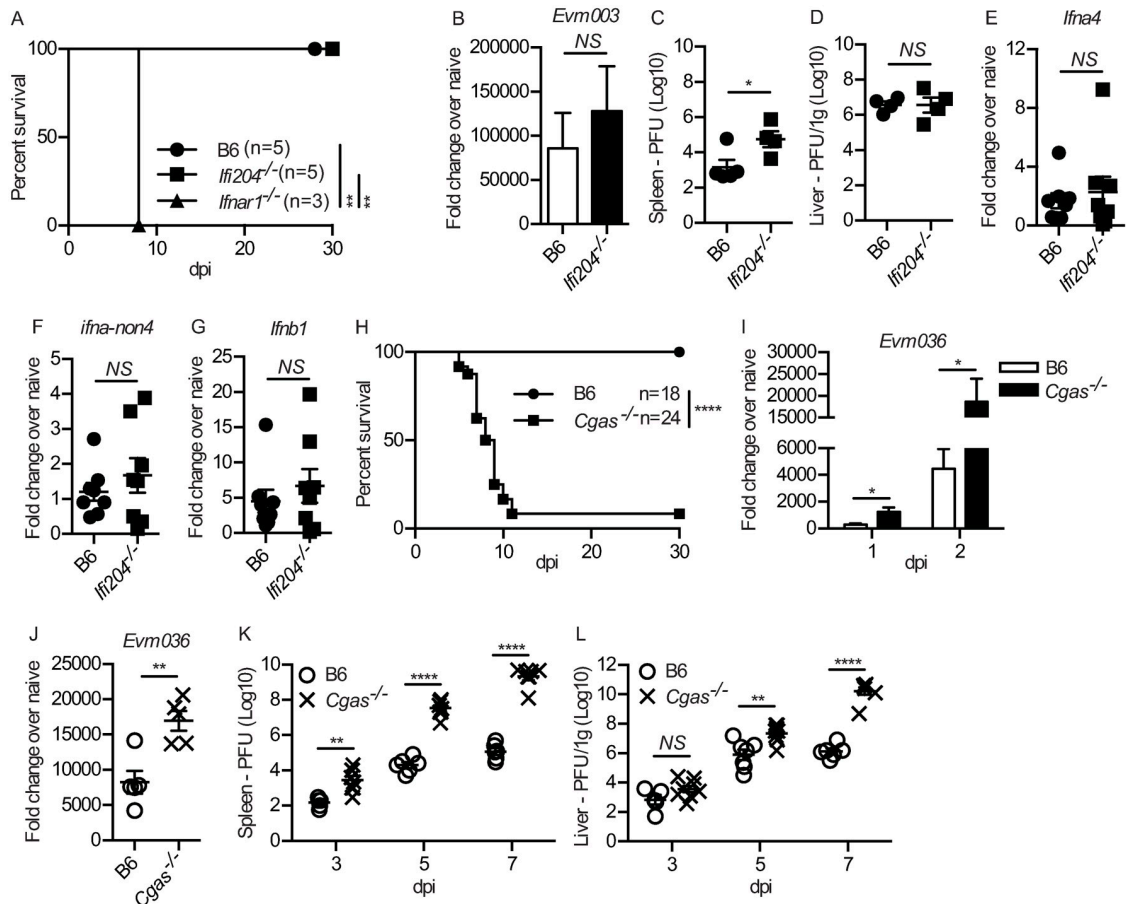 A
Percent survival
100
50
0
0
10
20
30
dpi
B6 (n=5)
Ifi204-/- (n=5)
Ifnar1-/- (n=3)
**
**
B
Evm003
Fold change over naive
200000
150000
100000
50000
0
NS
B6
Ifi204-/-
C
Spleen - PFU (Log10)
10
8
6
4
2
0
*
B6
Ifi204-/-
D
Liver - PFU/1g (Log10)
10
8
6
4
2
0
NS
B6
Ifi204-/-
E
Ifna4
Fold change over naive
12
8
4
0
NS
B6
Ifi204-/-
F
ifna-non4
Fold change over naive
5
4
3
2
1
0
NS
B6
Ifi204-/-
G
Ifnb1
Fold change over naive
25
20
15
10
5
0
NS
B6
Ifi204-/-
H
Percent survival
100
50
0
0
10
20
30
dpi
B6 n=18
Cgas-/- n=24
****
I
Evm036
Fold change over naive
30000
25000
20000
15000
6000
4000
2000
0
*
*
1
2
dpi
B6
Cgas-/-
J
Evm036
Fold change over naive
25000
20000
15000
10000
5000
0
**
B6
Cgas-/-
K
Spleen - PFU (Log10)
10
8
6
4
2
0
B6
Cgas-/-
**
****
****
3
5
7
dpi
L
Liver - PFU/1g (Log10)
12
10
8
6
4
2
0
B6
Cgas-/-
NS
**
****
3
5
7
dpi